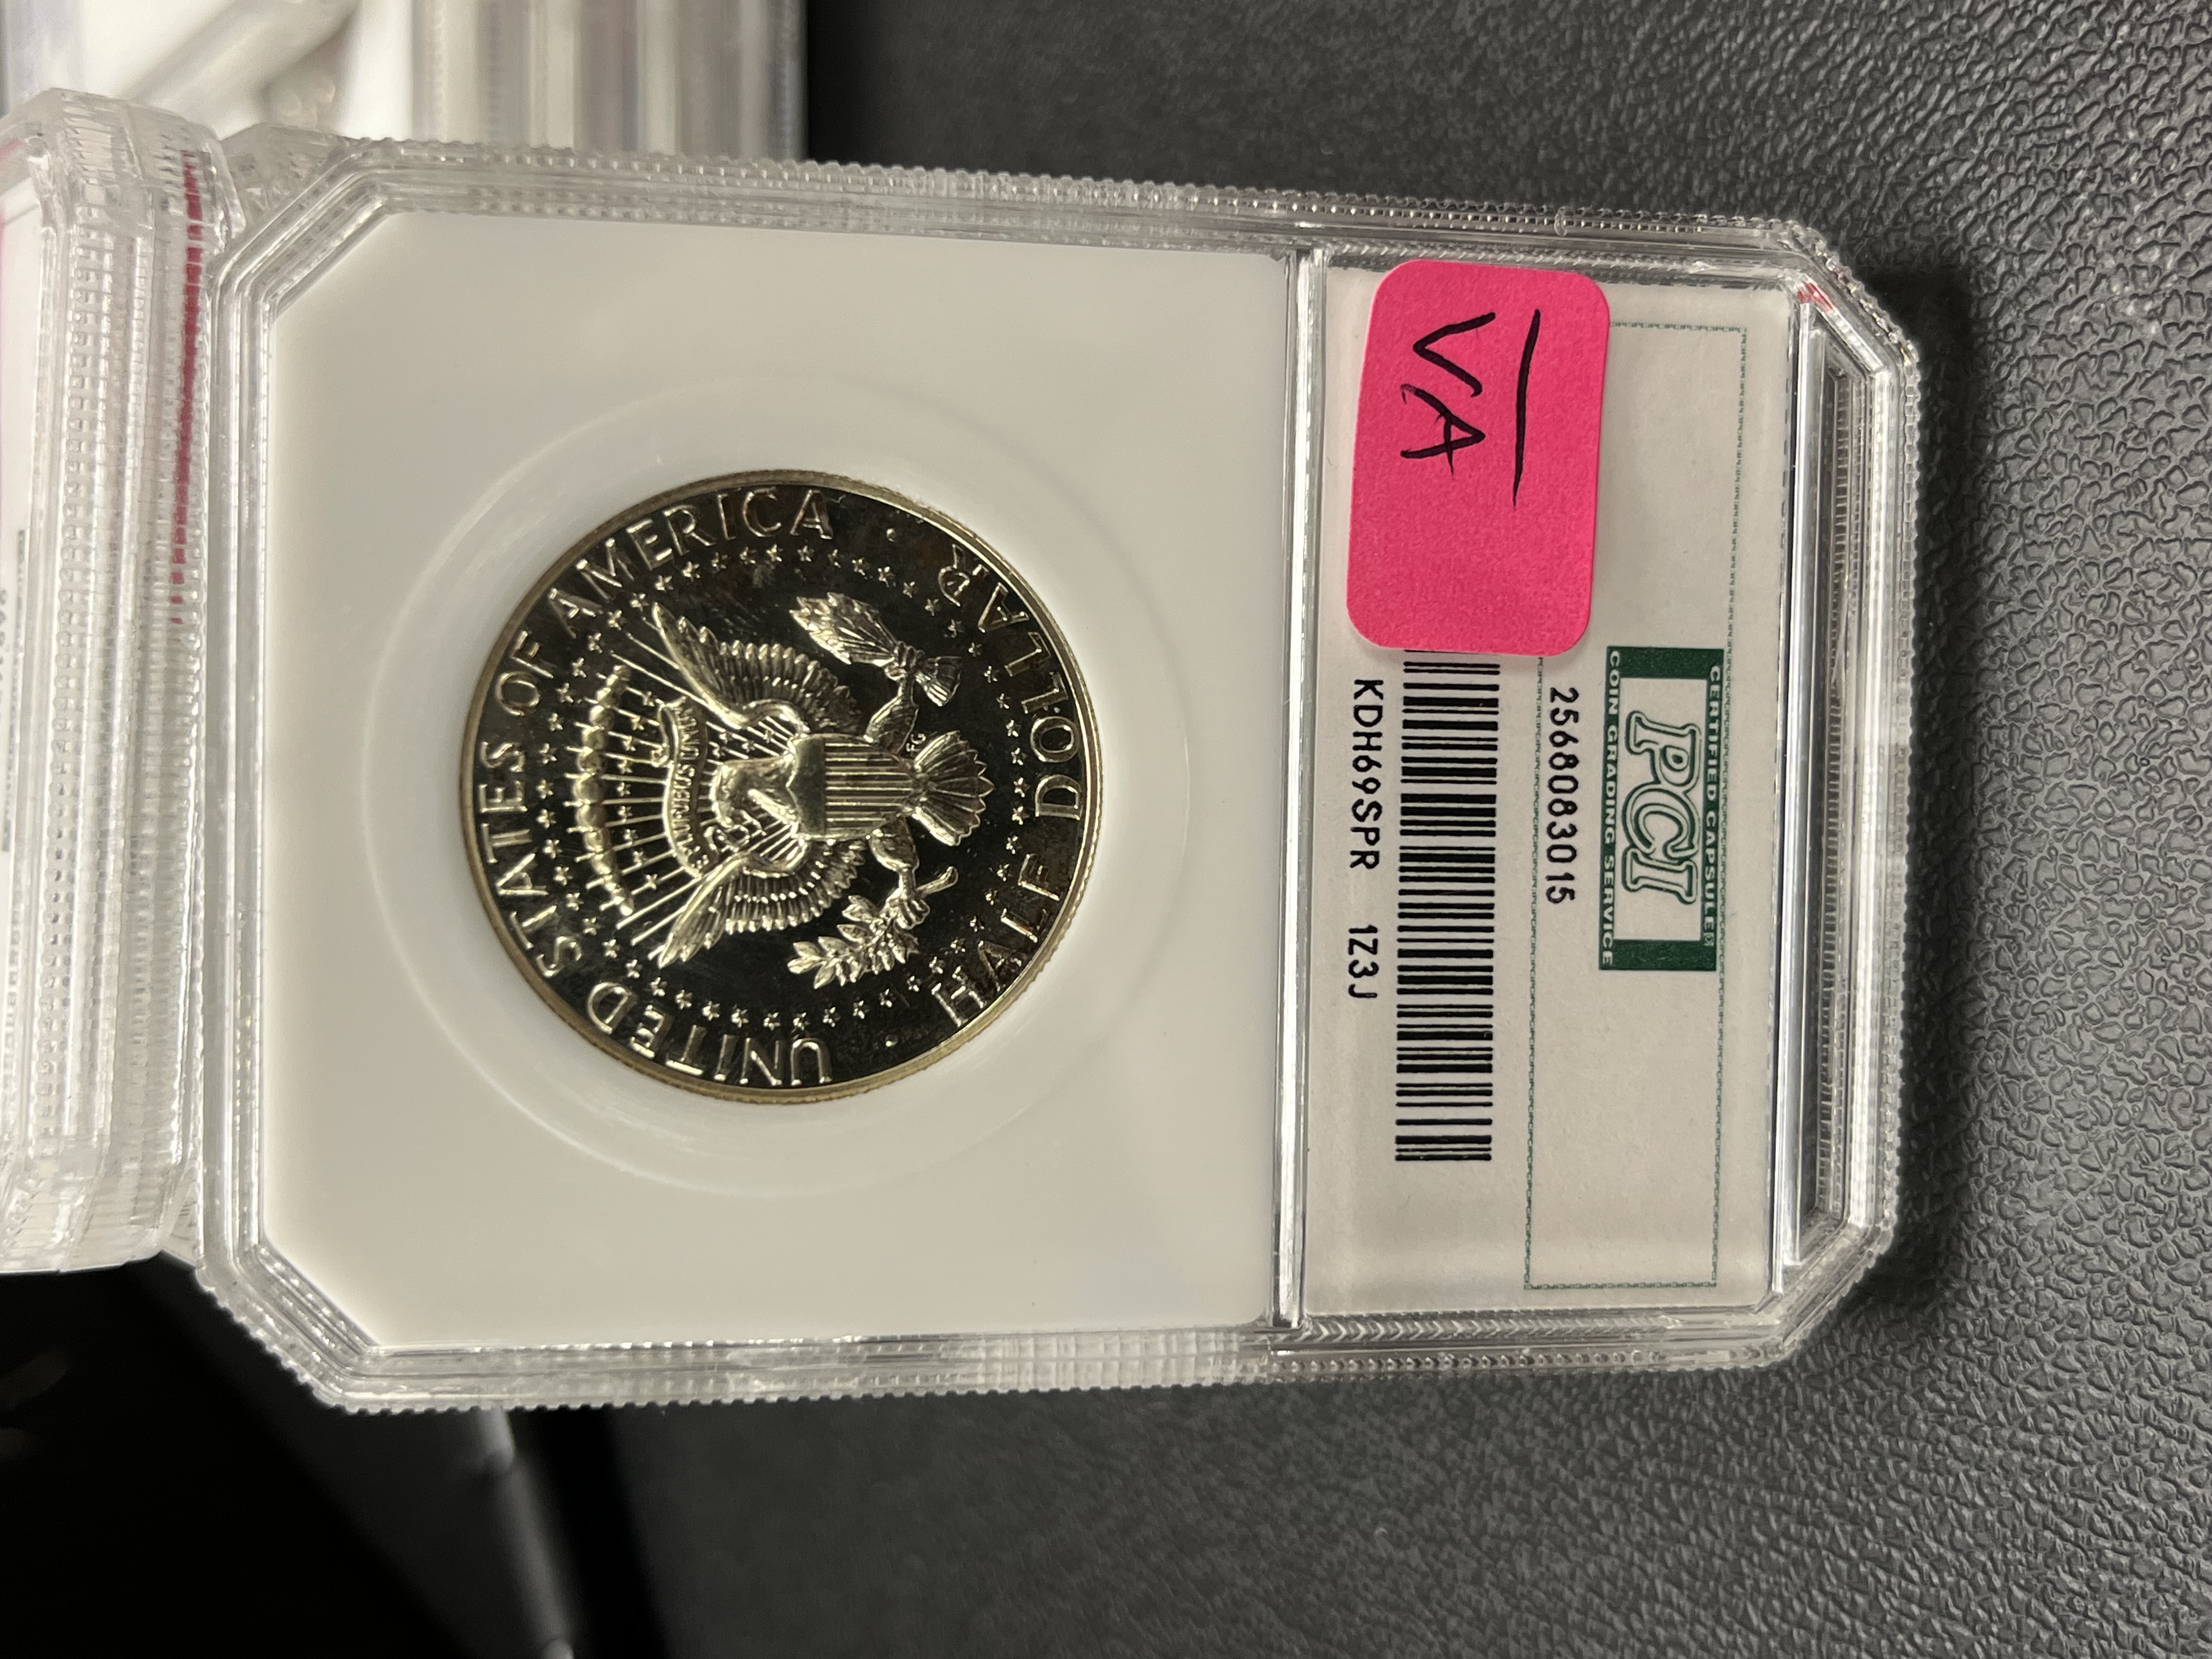 CERTIFIED CAPSULE
PCI
COIN GRADING SERVICE
2568083015
KDH69SPR 1Z3J
VA
UNITED STATES OF AMERICA
E PLURIBUS UNUM
FG
HALF DOLLAR